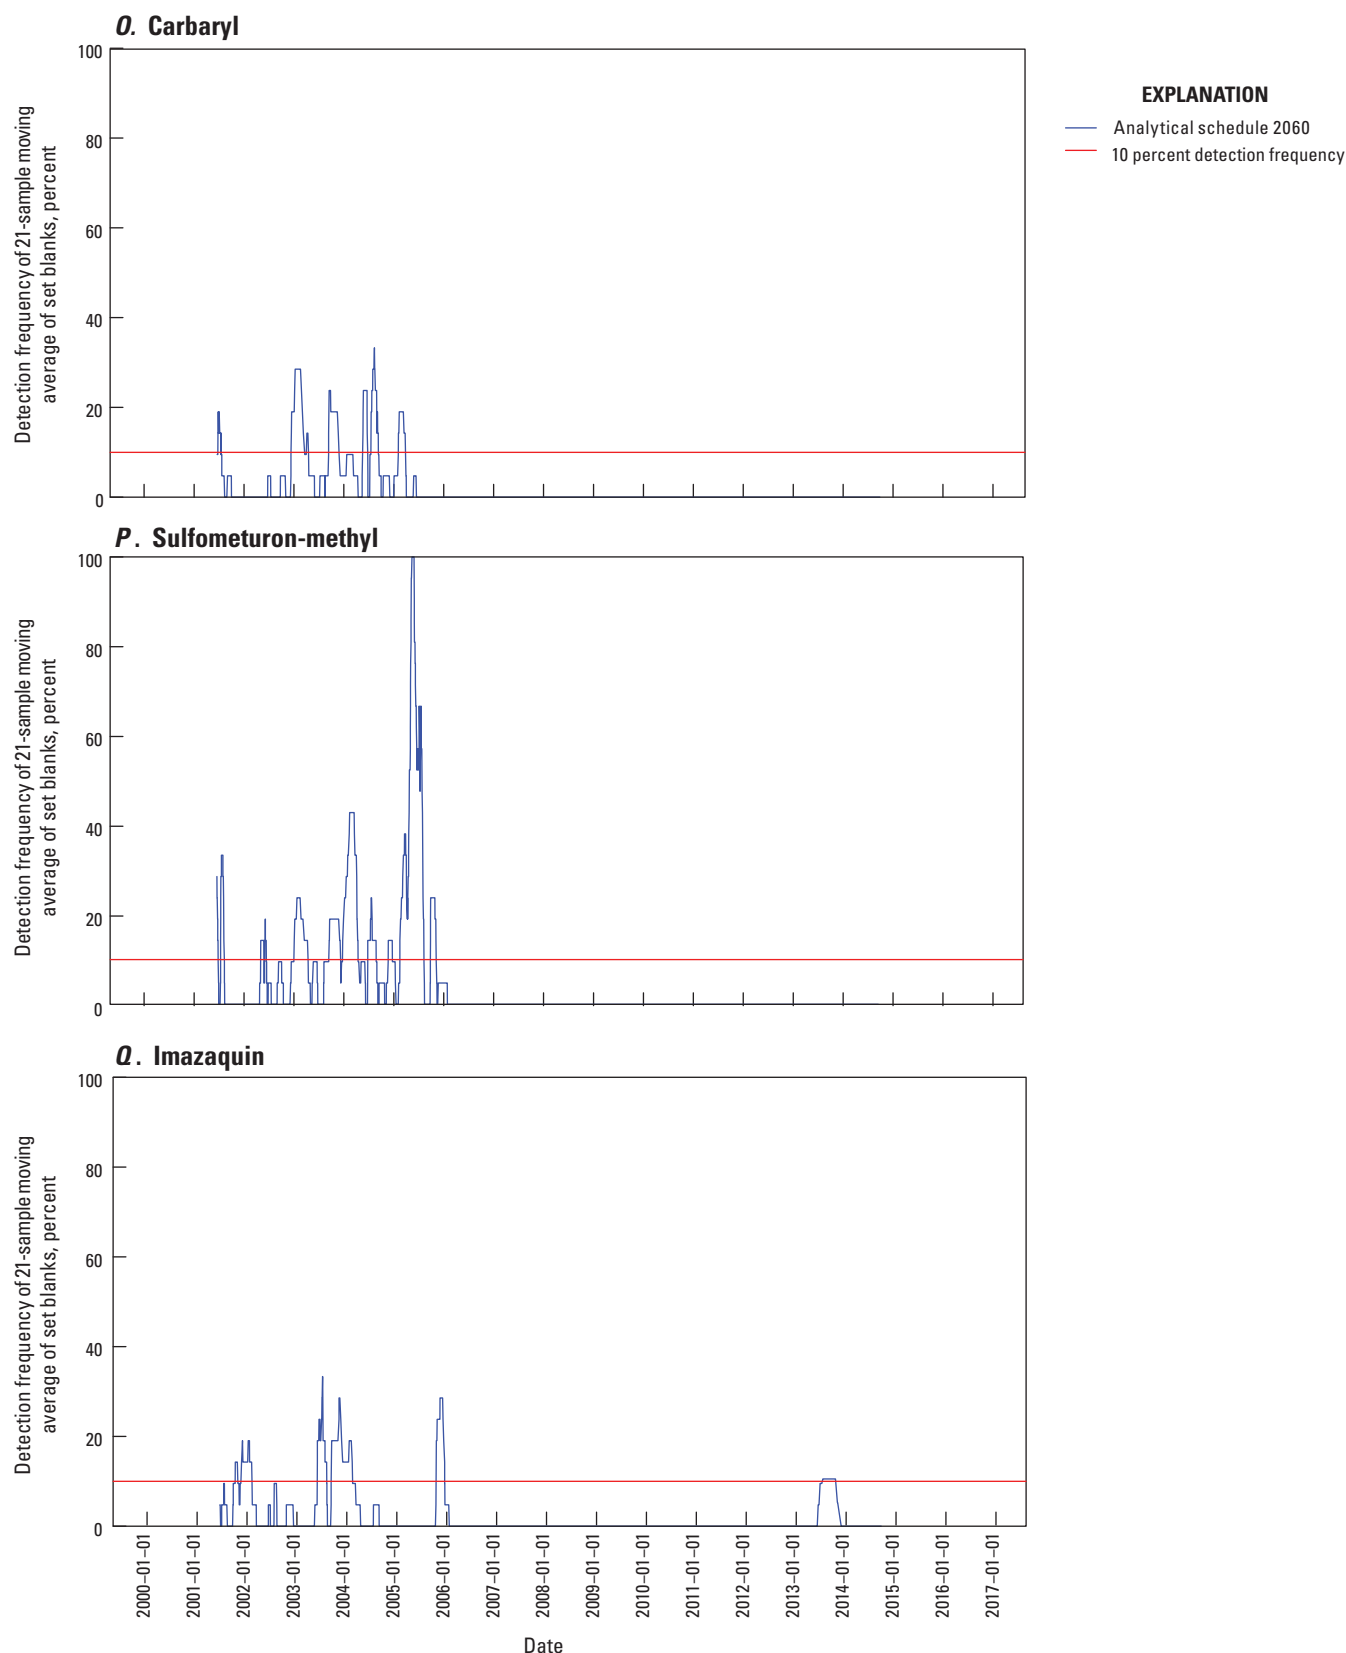 O. Carbaryl
100
80
60
40
20
0
Detection frequency of 21-sample moving
average of set blanks, percent
EXPLANATION
Analytical schedule 2060
10 percent detection frequency
P. Sulfometuron-methyl
100
80
60
40
20
0
Detection frequency of 21-sample moving
average of set blanks, percent
Q. Imazaquin
100
80
60
40
20
0
Detection frequency of 21-sample moving
average of set blanks, percent
2000–01–01
2001–01–01
2002–01–01
2003–01–01
2004–01–01
2005–01–01
2006–01–01
2007–01–01
2008–01–01
2009–01–01
2010–01–01
2011–01–01
2012–01–01
2013–01–01
2014–01–01
2015–01–01
2016–01–01
2017–01–01
Date